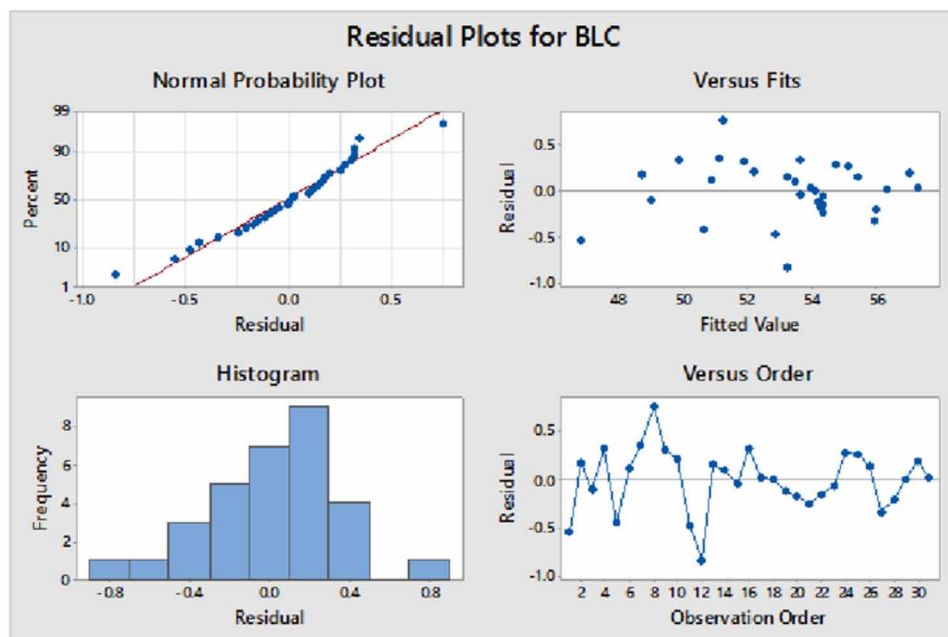 Residual Plots for BLC
Normal Probability Plot
Percent
99
90
50
10
1
-1.0 -0.5 0.0 0.5
Residual
Versus Fits
Residual
0.5
0.0
-0.5
-1.0
48 50 52 54 56
Fitted Value
Histogram
Frequency
8
6
4
2
0
-0.8 -0.4 0.0 0.4 0.8
Residual
Versus Order
Residual
0.5
0.0
-0.5
-1.0
2 4 6 8 10 12 14 16 18 20 22 24 26 28 30
Observation Order